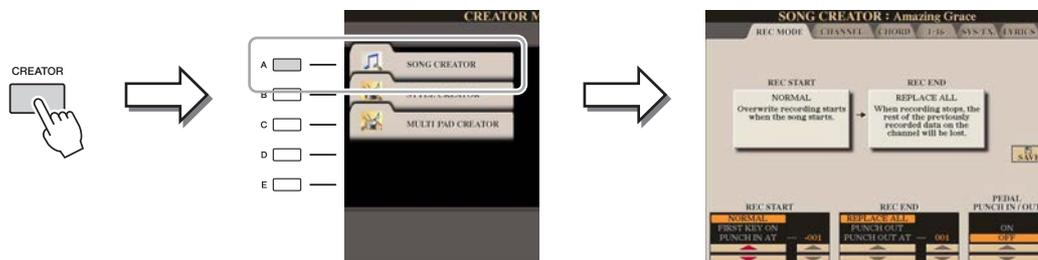 CREATOR
CREATOR M
A
SONG CREATOR
B
STYLE CREATOR
C
MULTI PAD CREATOR
D
E
SONG CREATOR : Amazing Grace
REC MODE CHANNEL CHORD 1-16 SYS/EX. LYRICS
REC START REC END
NORMAL
Overwrite recording starts
when the song starts.
REPLACE ALL
When recording stops, the
rest of the previously
recorded data on the
channel will be lost.
SAVE
REC START REC END PEDAL
PUNCH IN / OUT
NORMAL
FIRST KEY ON
PUNCH IN AT — -001
REPLACE ALL
PUNCH OUT
PUNCH OUT AT — 001
ON
OFF